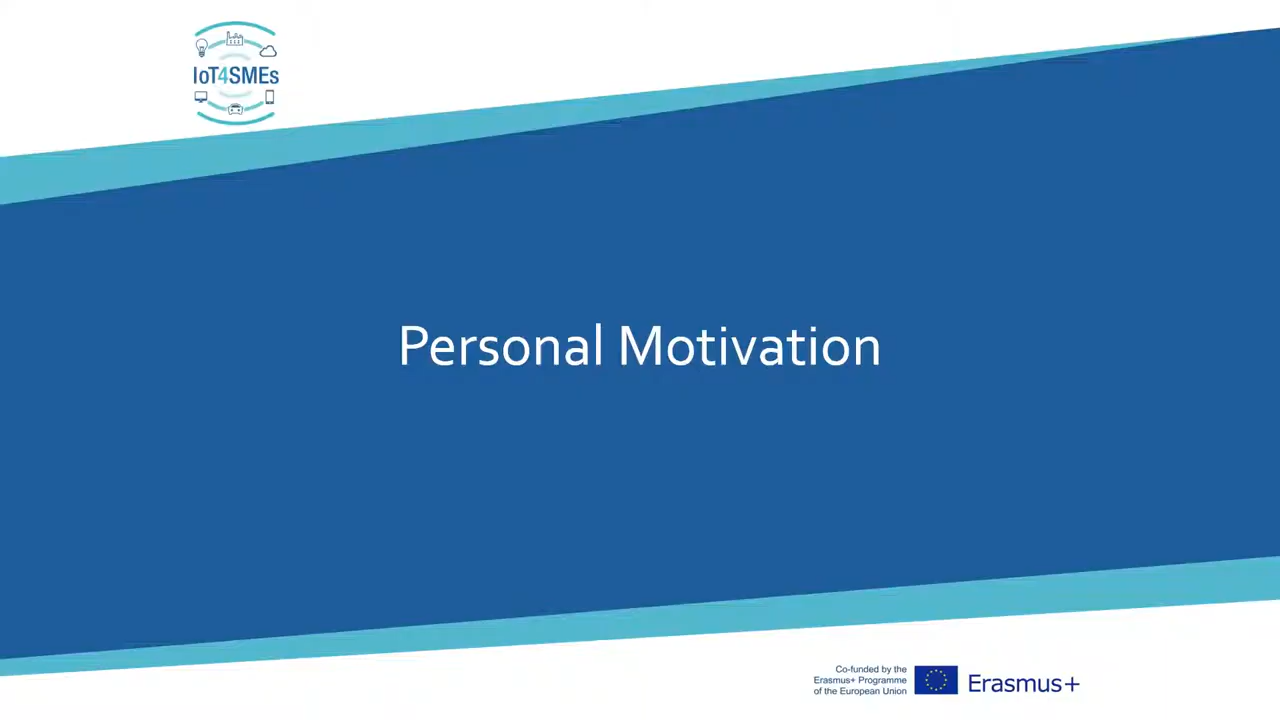 IoT4SMEs
Personal Motivation
Co-funded by the
Erasmus+ Programme
of the European Union
Erasmus+